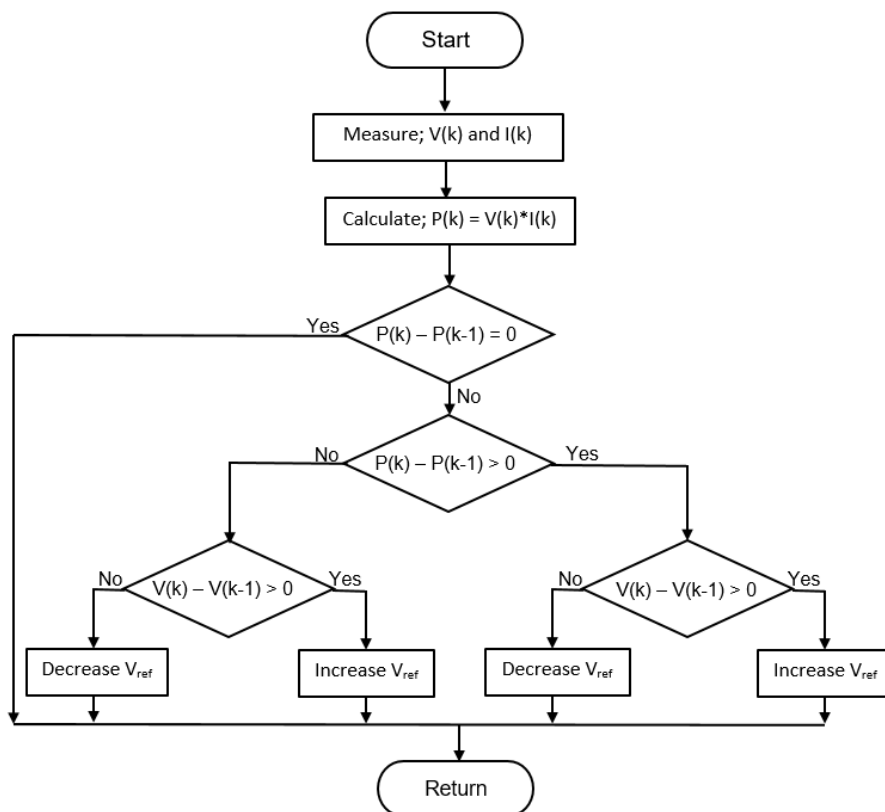 Start
Measure; V(k) and I(k)
Calculate; P(k) = V(k)*I(k)
Yes
P(k) – P(k-1) = 0
No
No
P(k) – P(k-1) > 0
Yes
No
V(k) – V(k-1) > 0
Yes
No
V(k) – V(k-1) > 0
Yes
Decrease Vref
Increase Vref
Decrease Vref
Increase Vref
Return